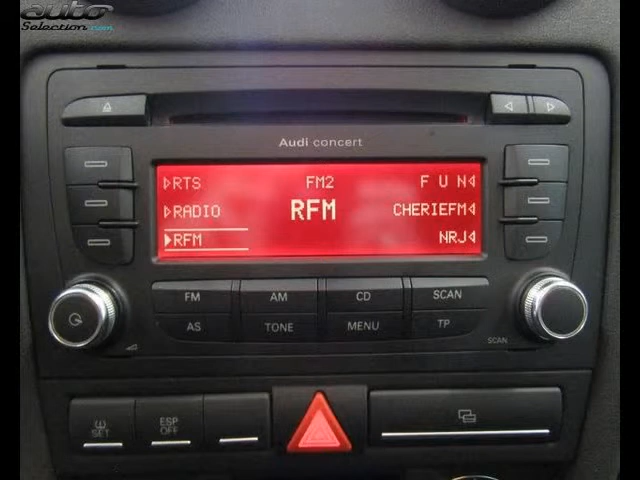 auto
Selection.com
Audi concert
RTS FM2 F U N
RADIO RFM CHERIEFM
RFM NRJ
FM AM CD SCAN
AS TONE MENU TP
SCAN
SET ESP OFF